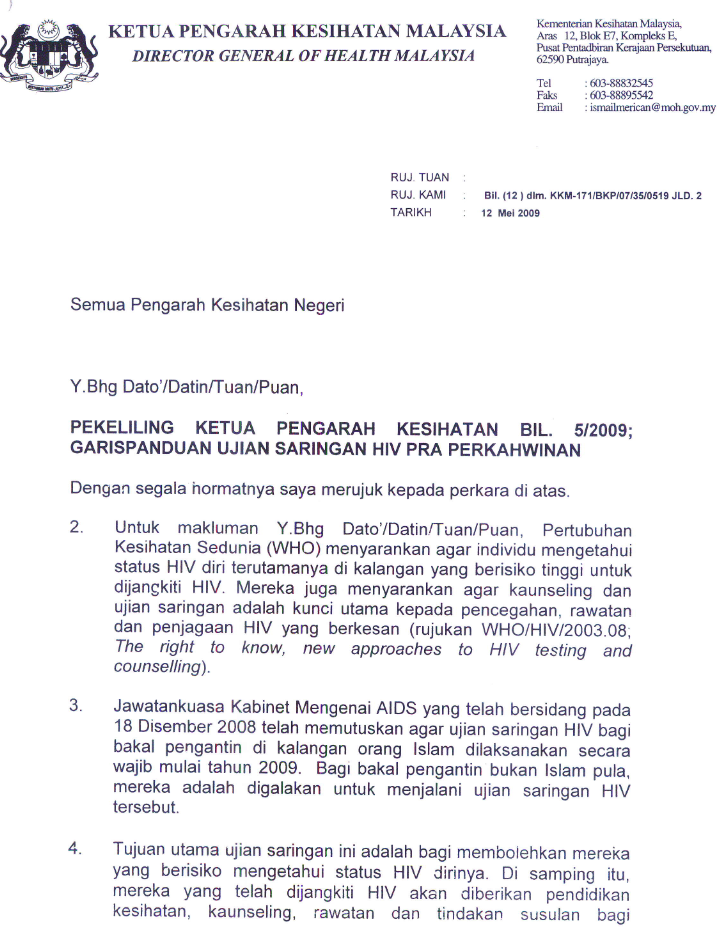 KETUA PENGARAH KESIHATAN MALAYSIA
DIRECTOR GENERAL OF HEALTH MALAYSIA
Kementerian Kesihatan Malaysia,
Aras 12, Blok E7, Kompleks E,
Pusat Pentadbiran Kerajaan Persekutuan,
62590 Putrajaya.
Tel : 603-88832545
Faks : 603-88895542
Email : ismailmerican@moh.gov.my
RUJ. TUAN :
RUJ. KAMI : Bil. (12 ) dlm. KKM-171/BKP/07/35/0519 JLD. 2
TARIKH : 12 Mei 2009
Semua Pengarah Kesihatan Negeri
Y.Bhg Dato'/Datin/Tuan/Puan,
PEKELILING KETUA PENGARAH KESIHATAN BIL. 5/2009;
GARISPANDUAN UJIAN SARINGAN HIV PRA PERKAHWINAN
Dengan segala hormatnya saya merujuk kepada perkara di atas.
2. Untuk makluman Y.Bhg Dato'/Datin/Tuan/Puan, Pertubuhan
Kesihatan Sedunia (WHO) menyarankan agar individu mengetahui
status HIV diri terutamanya di kalangan yang berisiko tinggi untuk
dijangkiti HIV. Mereka juga menyarankan agar kaunseling dan
ujian saringan adalah kunci utama kepada pencegahan, rawatan
dan penjagaan HIV yang berkesan (rujukan WHO/HIV/2003.08;
The right to know, new approaches to HIV testing and
counselling).
3. Jawatankuasa Kabinet Mengenai AIDS yang telah bersidang pada
18 Disember 2008 telah memutuskan agar ujian saringan HIV bagi
bakal pengantin di kalangan orang Islam dilaksanakan secara
wajib mulai tahun 2009. Bagi bakal pengantin bukan Islam pula,
mereka adalah digalakan untuk menjalani ujian saringan HIV
tersebut.
4. Tujuan utama ujian saringan ini adalah bagi membolehkan mereka
yang berisiko mengetahui status HIV dirinya. Di samping itu,
mereka yang telah dijangkiti HIV akan diberikan pendidikan
kesihatan, kaunseling, rawatan dan tindakan susulan bagi